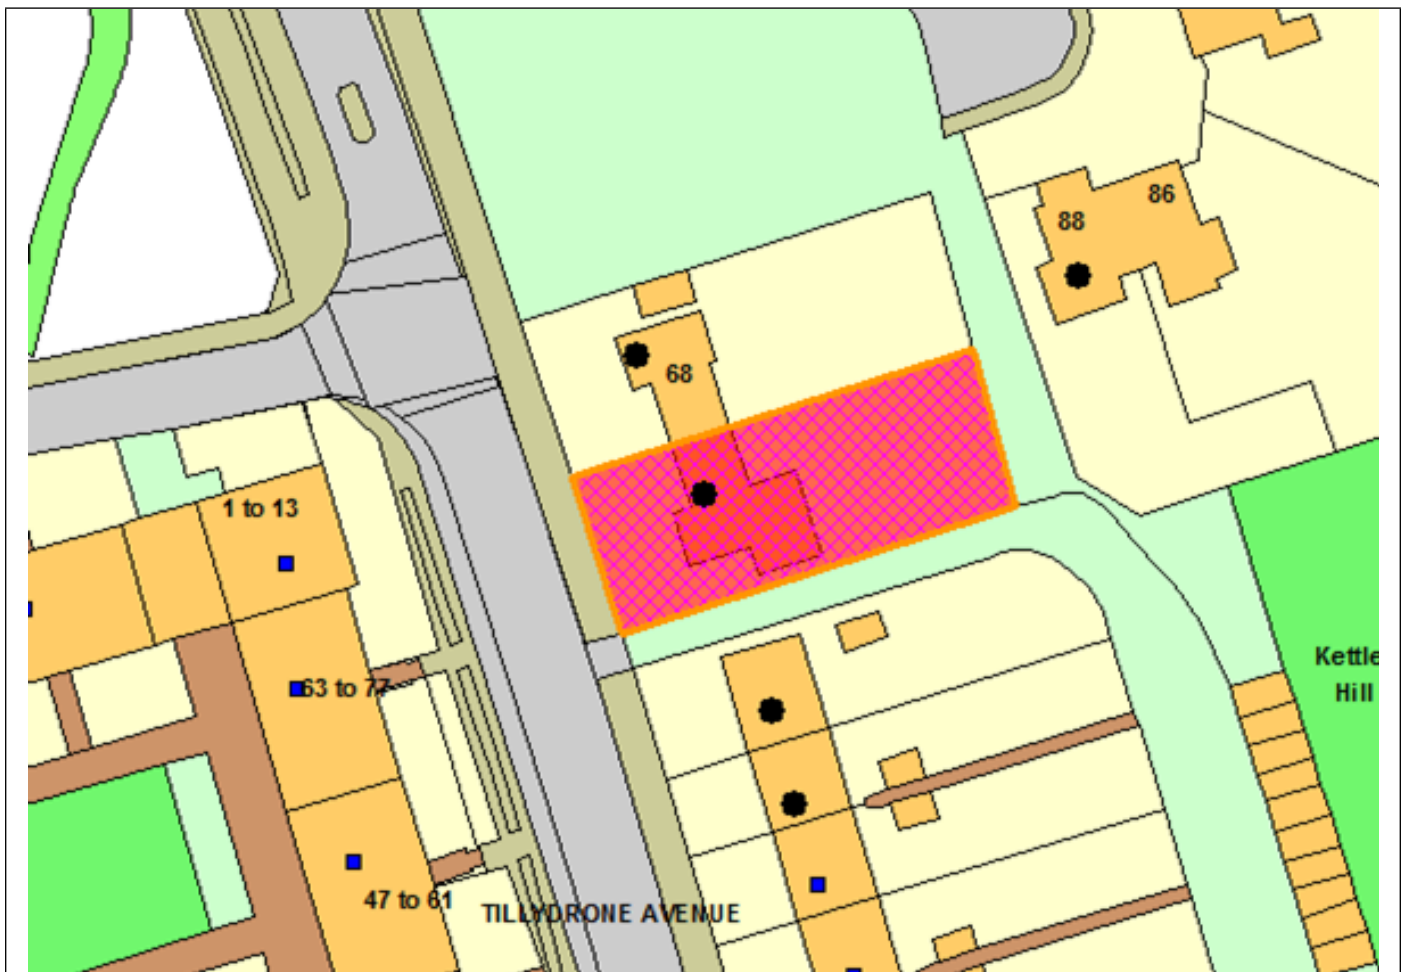 86
88
68
1 to 13
Kettle
Hill
63 to 77
47 to 61
TILLYDRONE AVENUE